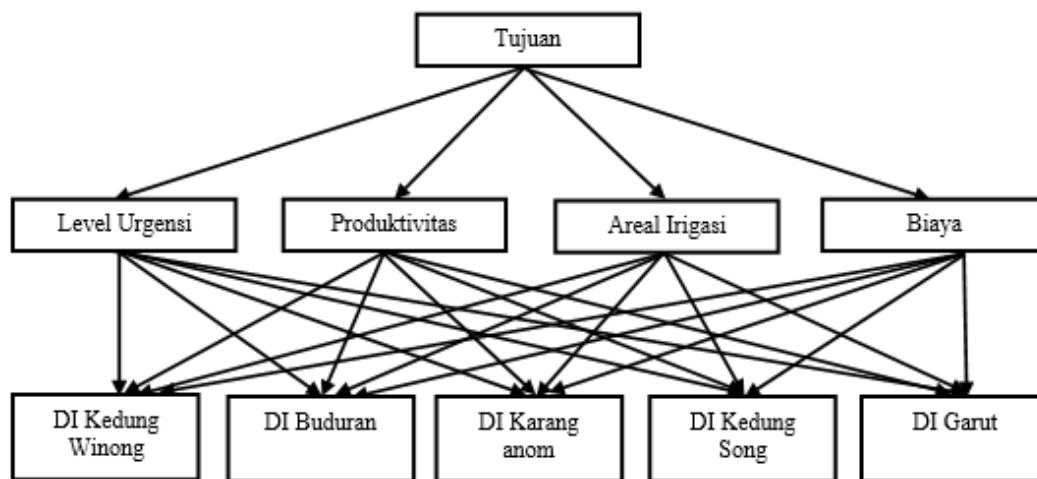 Tujuan
Level Urgensi
Produktivitas
Areal Irigasi
Biaya
DI Kedung
Winong
DI Buduran
DI Karang
anom
DI Kedung
Song
DI Garut